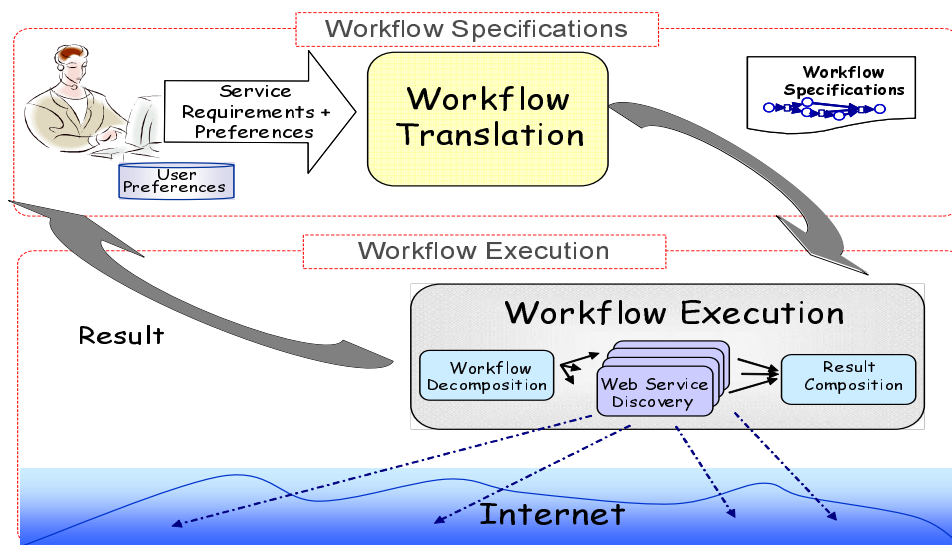 Workflow Specifications
Service
Requirements +
Preferences
User
Preferences
Workflow
Translation
Workflow
Specifications
Workflow Execution
Result
Workflow Execution
Workflow
Decomposition
Web Service
Discovery
Result
Composition
Internet